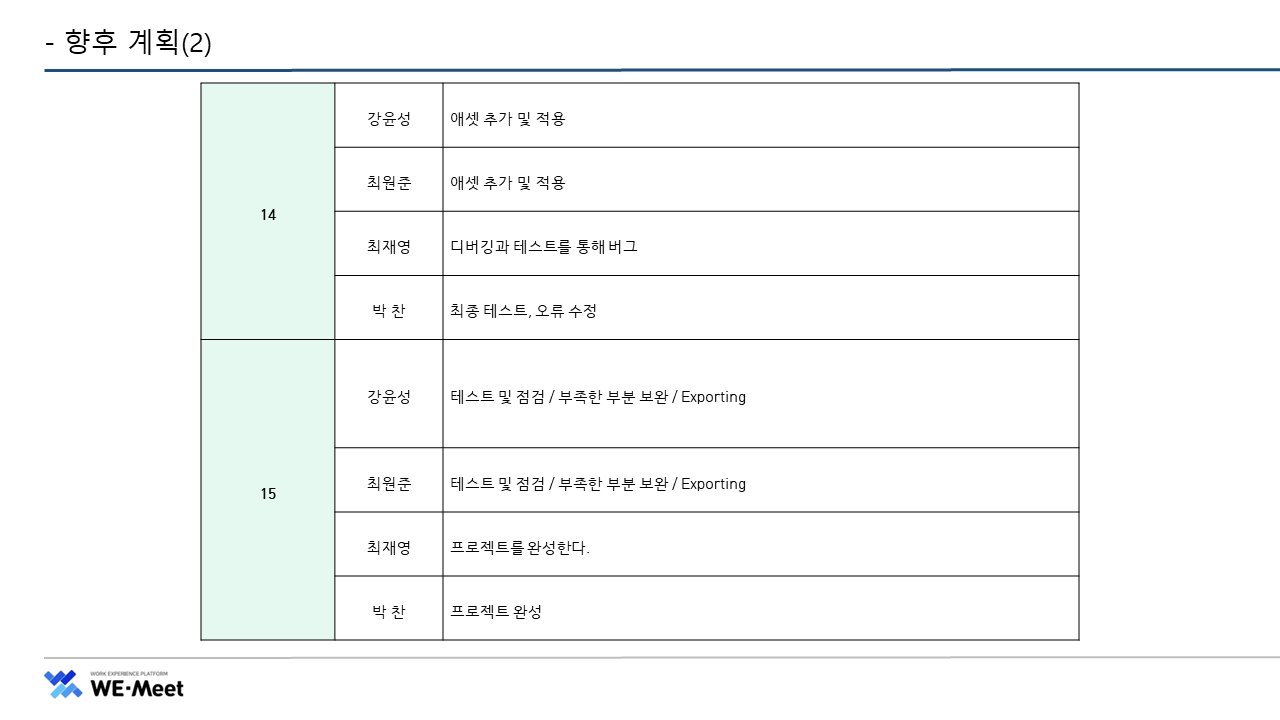 - 향후 계획(2)
14
강윤성
애셋 추가 및 적용
최원준
애셋 추가 및 적용
최재영
디버깅과 테스트를 통해 버그
박 찬
최종 테스트, 오류 수정
15
강윤성
테스트 및 점검 / 부족한 부분 보완 / Exporting
최원준
테스트 및 점검 / 부족한 부분 보완 / Exporting
최재영
프로젝트를 완성한다.
박 찬
프로젝트 완성
WORK EXPERIENCE PLATFORM
WE-Meet